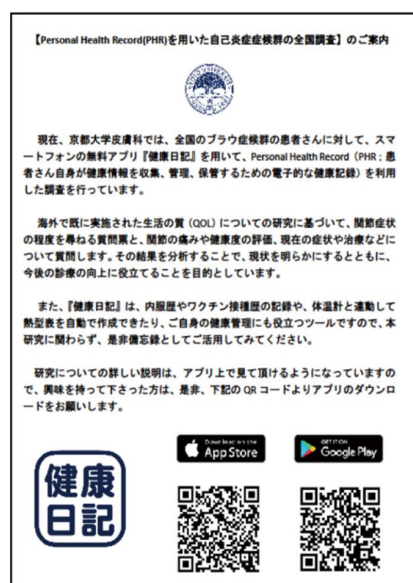 【Personal Health Record(PHR)を用いた自己炎症症候群の全国調査】のご案内
現在、京都大学皮膚科では、全国のブラウ症候群の患者さんに対して、スマ
ートフォンの無料アプリ『健康日記』を用いて、Personal Health Record（PHR；患
者さん自身が健康情報を収集、管理、保管するための電子的な健康記録）を利用
した調査を行っています。
海外で既に実施された生活の質（QOL）についての研究に基づいて、関節症状
の程度を尋ねる質問票と、関節の痛みや健康度の評価、現在の症状や治療などに
ついて質問します。その結果を分析することで、現状を明らかにするとともに、
今後の診療の向上に役立てることを目的としています。
また、『健康日記』は、内服歴やワクチン接種歴の記録や、体温計と連動して
熱型表を自動で作成できたり、ご自身の健康管理にも役立つツールですので、本
研究に関わらず、是非備忘録としてご活用してみてください。
研究についての詳しい説明は、アプリ上で見て頂けるようになっていますの
で、興味を持って下さった方は、是非、下記の QR コードよりアプリのダウンロ
ードをお願いします。
Download on the
App Store
GET IT ON
Google Play
健康
日記